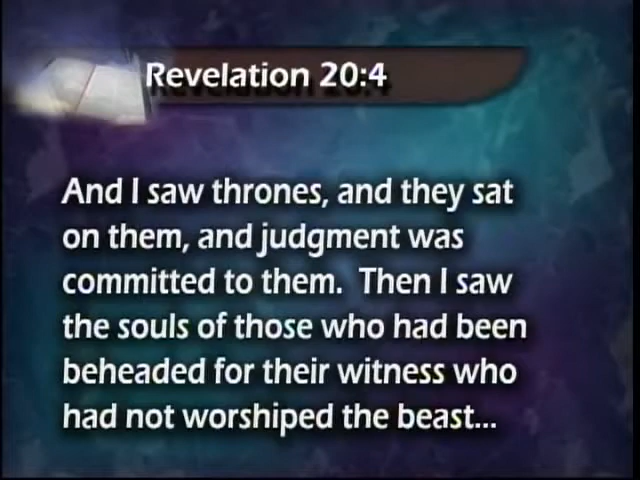 Revelation 20:4
And I saw thrones, and they sat
on them, and judgment was
committed to them.  Then I saw
the souls of those who had been
beheaded for their witness who
had not worshiped the beast...